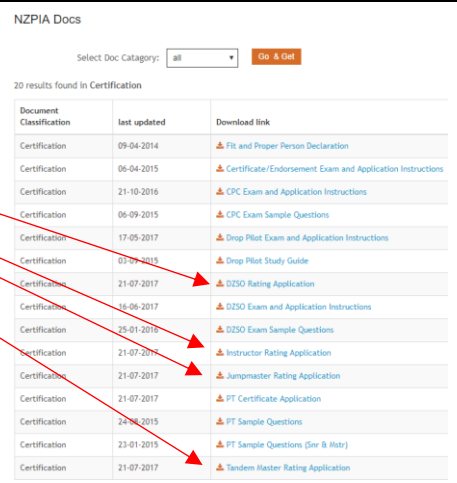 NZPIA Docs
Select Doc Catagory: all Go & Get
20 results found in Certification
Document Classification last updated Download link
Certification 09-04-2014 Fit and Proper Person Declaration
Certification 06-04-2015 Certificate/Endorsement Exam and Application Instructions
Certification 21-10-2016 CPC Exam and Application Instructions
Certification 06-09-2015 CPC Exam Sample Questions
Certification 17-05-2017 Drop Pilot Exam and Application Instructions
Certification 03-09-2015 Drop Pilot Study Guide
Certification 21-07-2017 DZSO Rating Application
Certification 16-06-2017 DZSO Exam and Application Instructions
Certification 25-01-2016 DZSO Exam Sample Questions
Certification 21-07-2017 Instructor Rating Application
Certification 21-07-2017 Jumpmaster Rating Application
Certification 21-07-2017 PT Certificate Application
Certification 24-08-2015 PT Sample Questions
Certification 23-01-2015 PT Sample Questions (Snr & Mstr)
Certification 21-07-2017 Tandem Master Rating Application